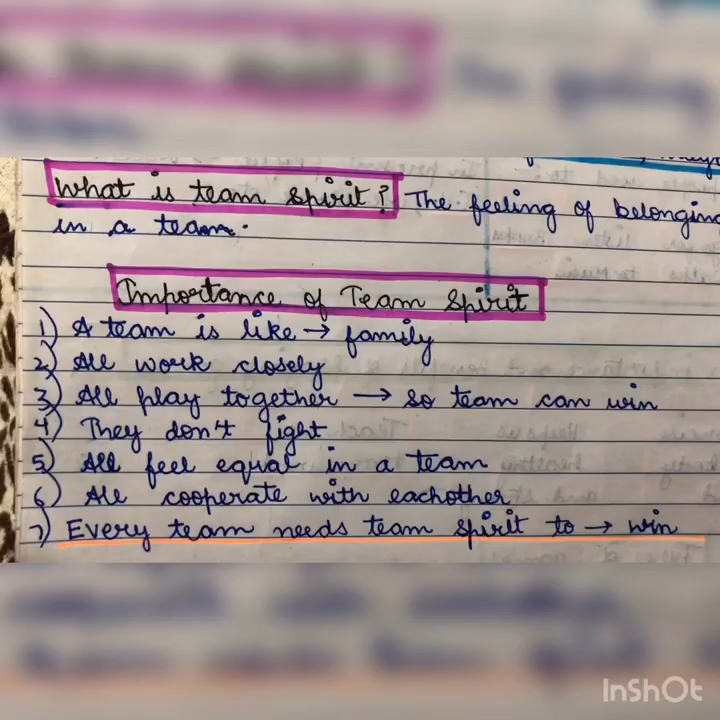 What is team spirit? The feeling of belonging
in a team.
Importance of Team Spirit
1) A team is like → family
2) All work closely
3) All play together → so team can win
4) They don't fight
5) All feel equal in a team
6) All cooperate with eachother
7) Every team needs team spirit to → win
InShOt